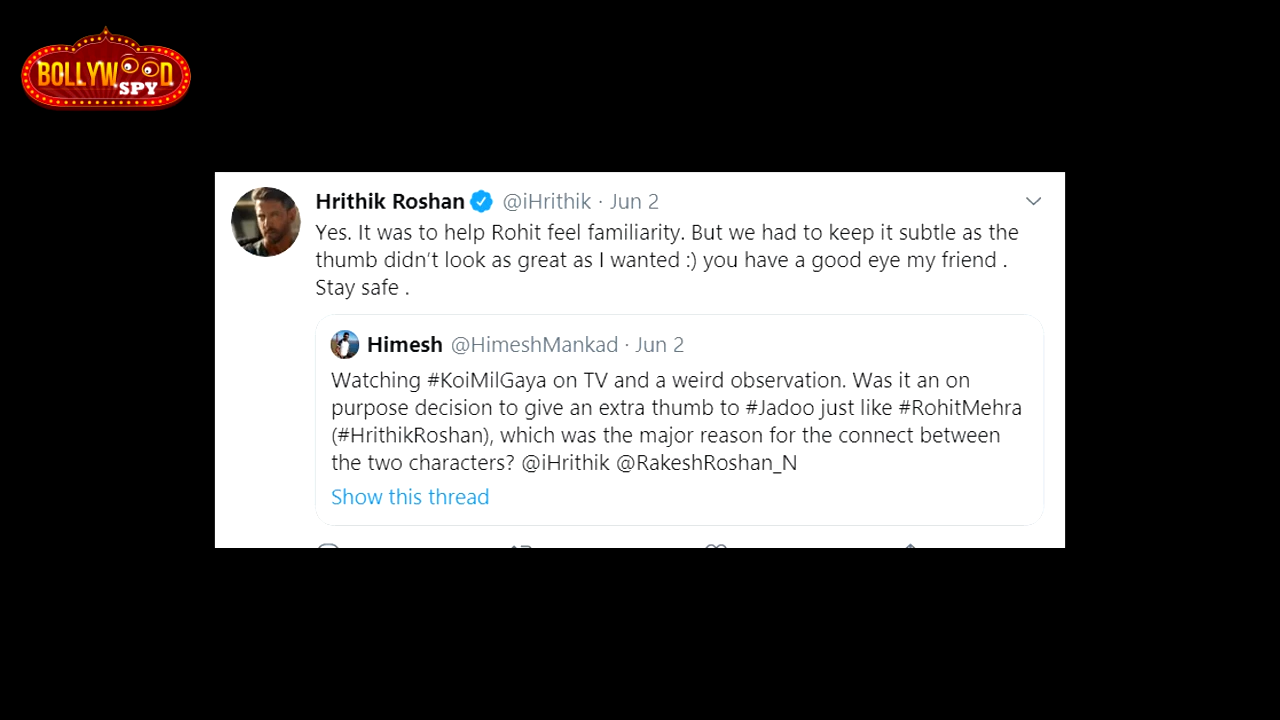 BOLLYWOOD
SPY
Hrithik Roshan @iHrithik · Jun 2
Yes. It was to help Rohit feel familiarity. But we had to keep it subtle as the
thumb didn’t look as great as I wanted :) you have a good eye my friend .
Stay safe .
Himesh @HimeshMankad · Jun 2
Watching #KoiMilGaya on TV and a weird observation. Was it an on
purpose decision to give an extra thumb to #Jadoo just like #RohitMehra
(#HrithikRoshan), which was the major reason for the connect between
the two characters? @iHrithik @RakeshRoshan_N
Show this thread